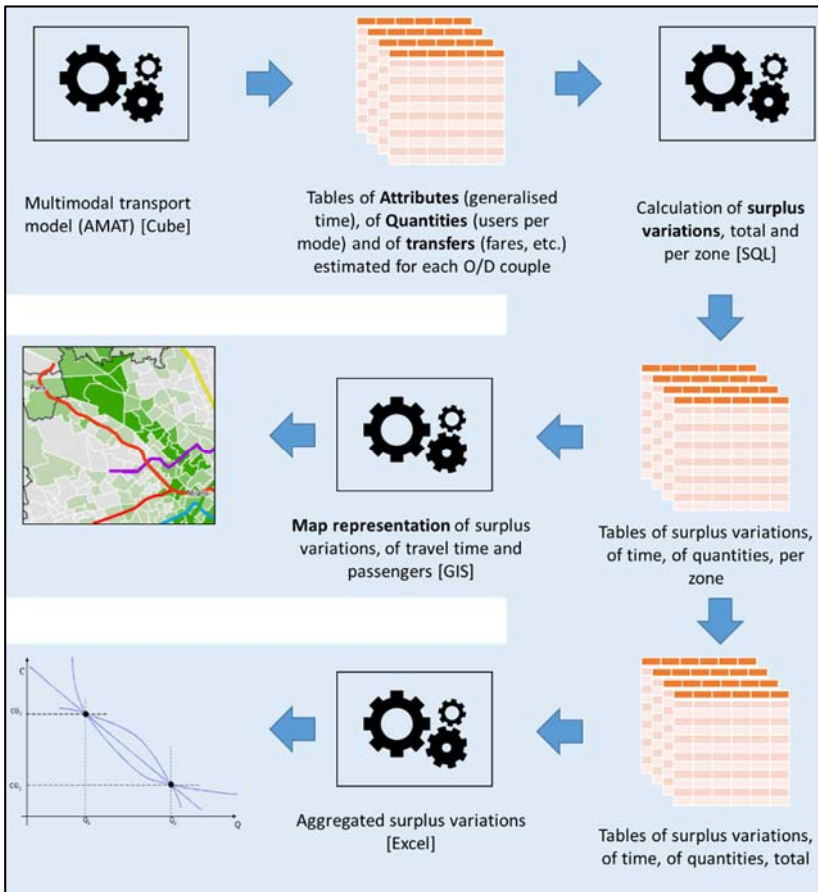 Multimodal transport
model (AMAT) [Cube]
Tables of Attributes (generalised
time), of Quantities (users per
mode) and of transfers (fares, etc.)
estimated for each O/D couple
Calculation of surplus
variations, total and
per zone [SQL]
Tables of surplus variations,
of time, of quantities, per
zone
Map representation of surplus
variations, of travel time and
passengers [GIS]
Tables of surplus variations,
of time, of quantities, total
Aggregated surplus variations
[Excel]
C
CG₁
CG₂
Q